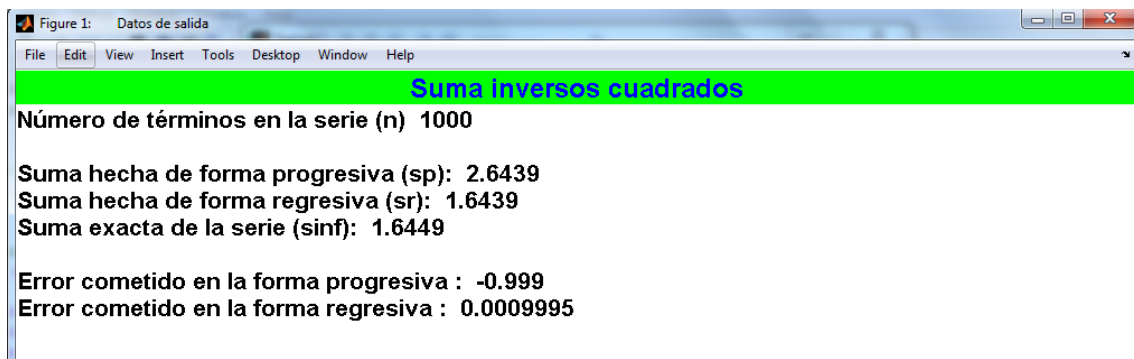 Figure 1: Datos de salida
File Edit View Insert Tools Desktop Window Help
Suma inversos cuadrados
Número de términos en la serie (n) 1000
Suma hecha de forma progresiva (sp): 2.6439
Suma hecha de forma regresiva (sr): 1.6439
Suma exacta de la serie (sinf): 1.6449
Error cometido en la forma progresiva : -0.999
Error cometido en la forma regresiva : 0.0009995